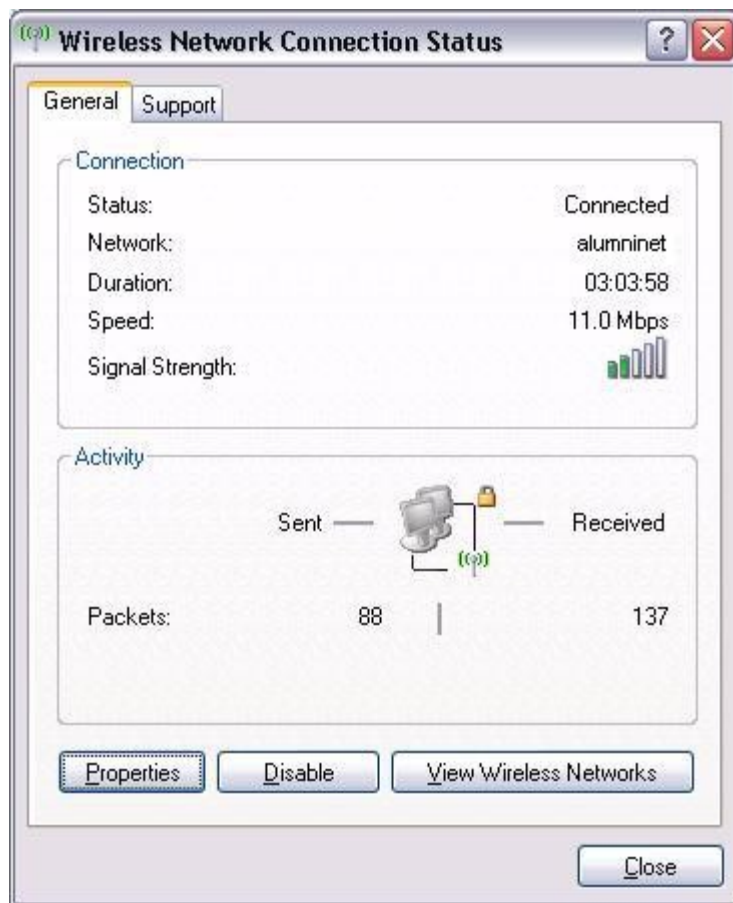 Wireless Network Connection Status
General Support
Connection
Status: Connected
Network: alumninet
Duration: 03:03:58
Speed: 11.0 Mbps
Signal Strength:
Activity
Sent Received
Packets: 88 137
Properties Disable View Wireless Networks
Close